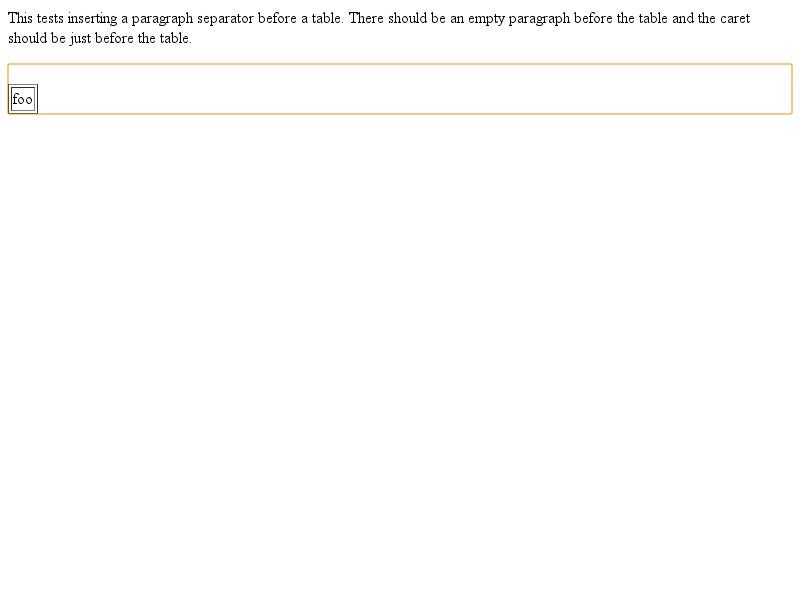 This tests inserting a paragraph separator before a table. There should be an empty paragraph before the table and the caret
should be just before the table.
foo